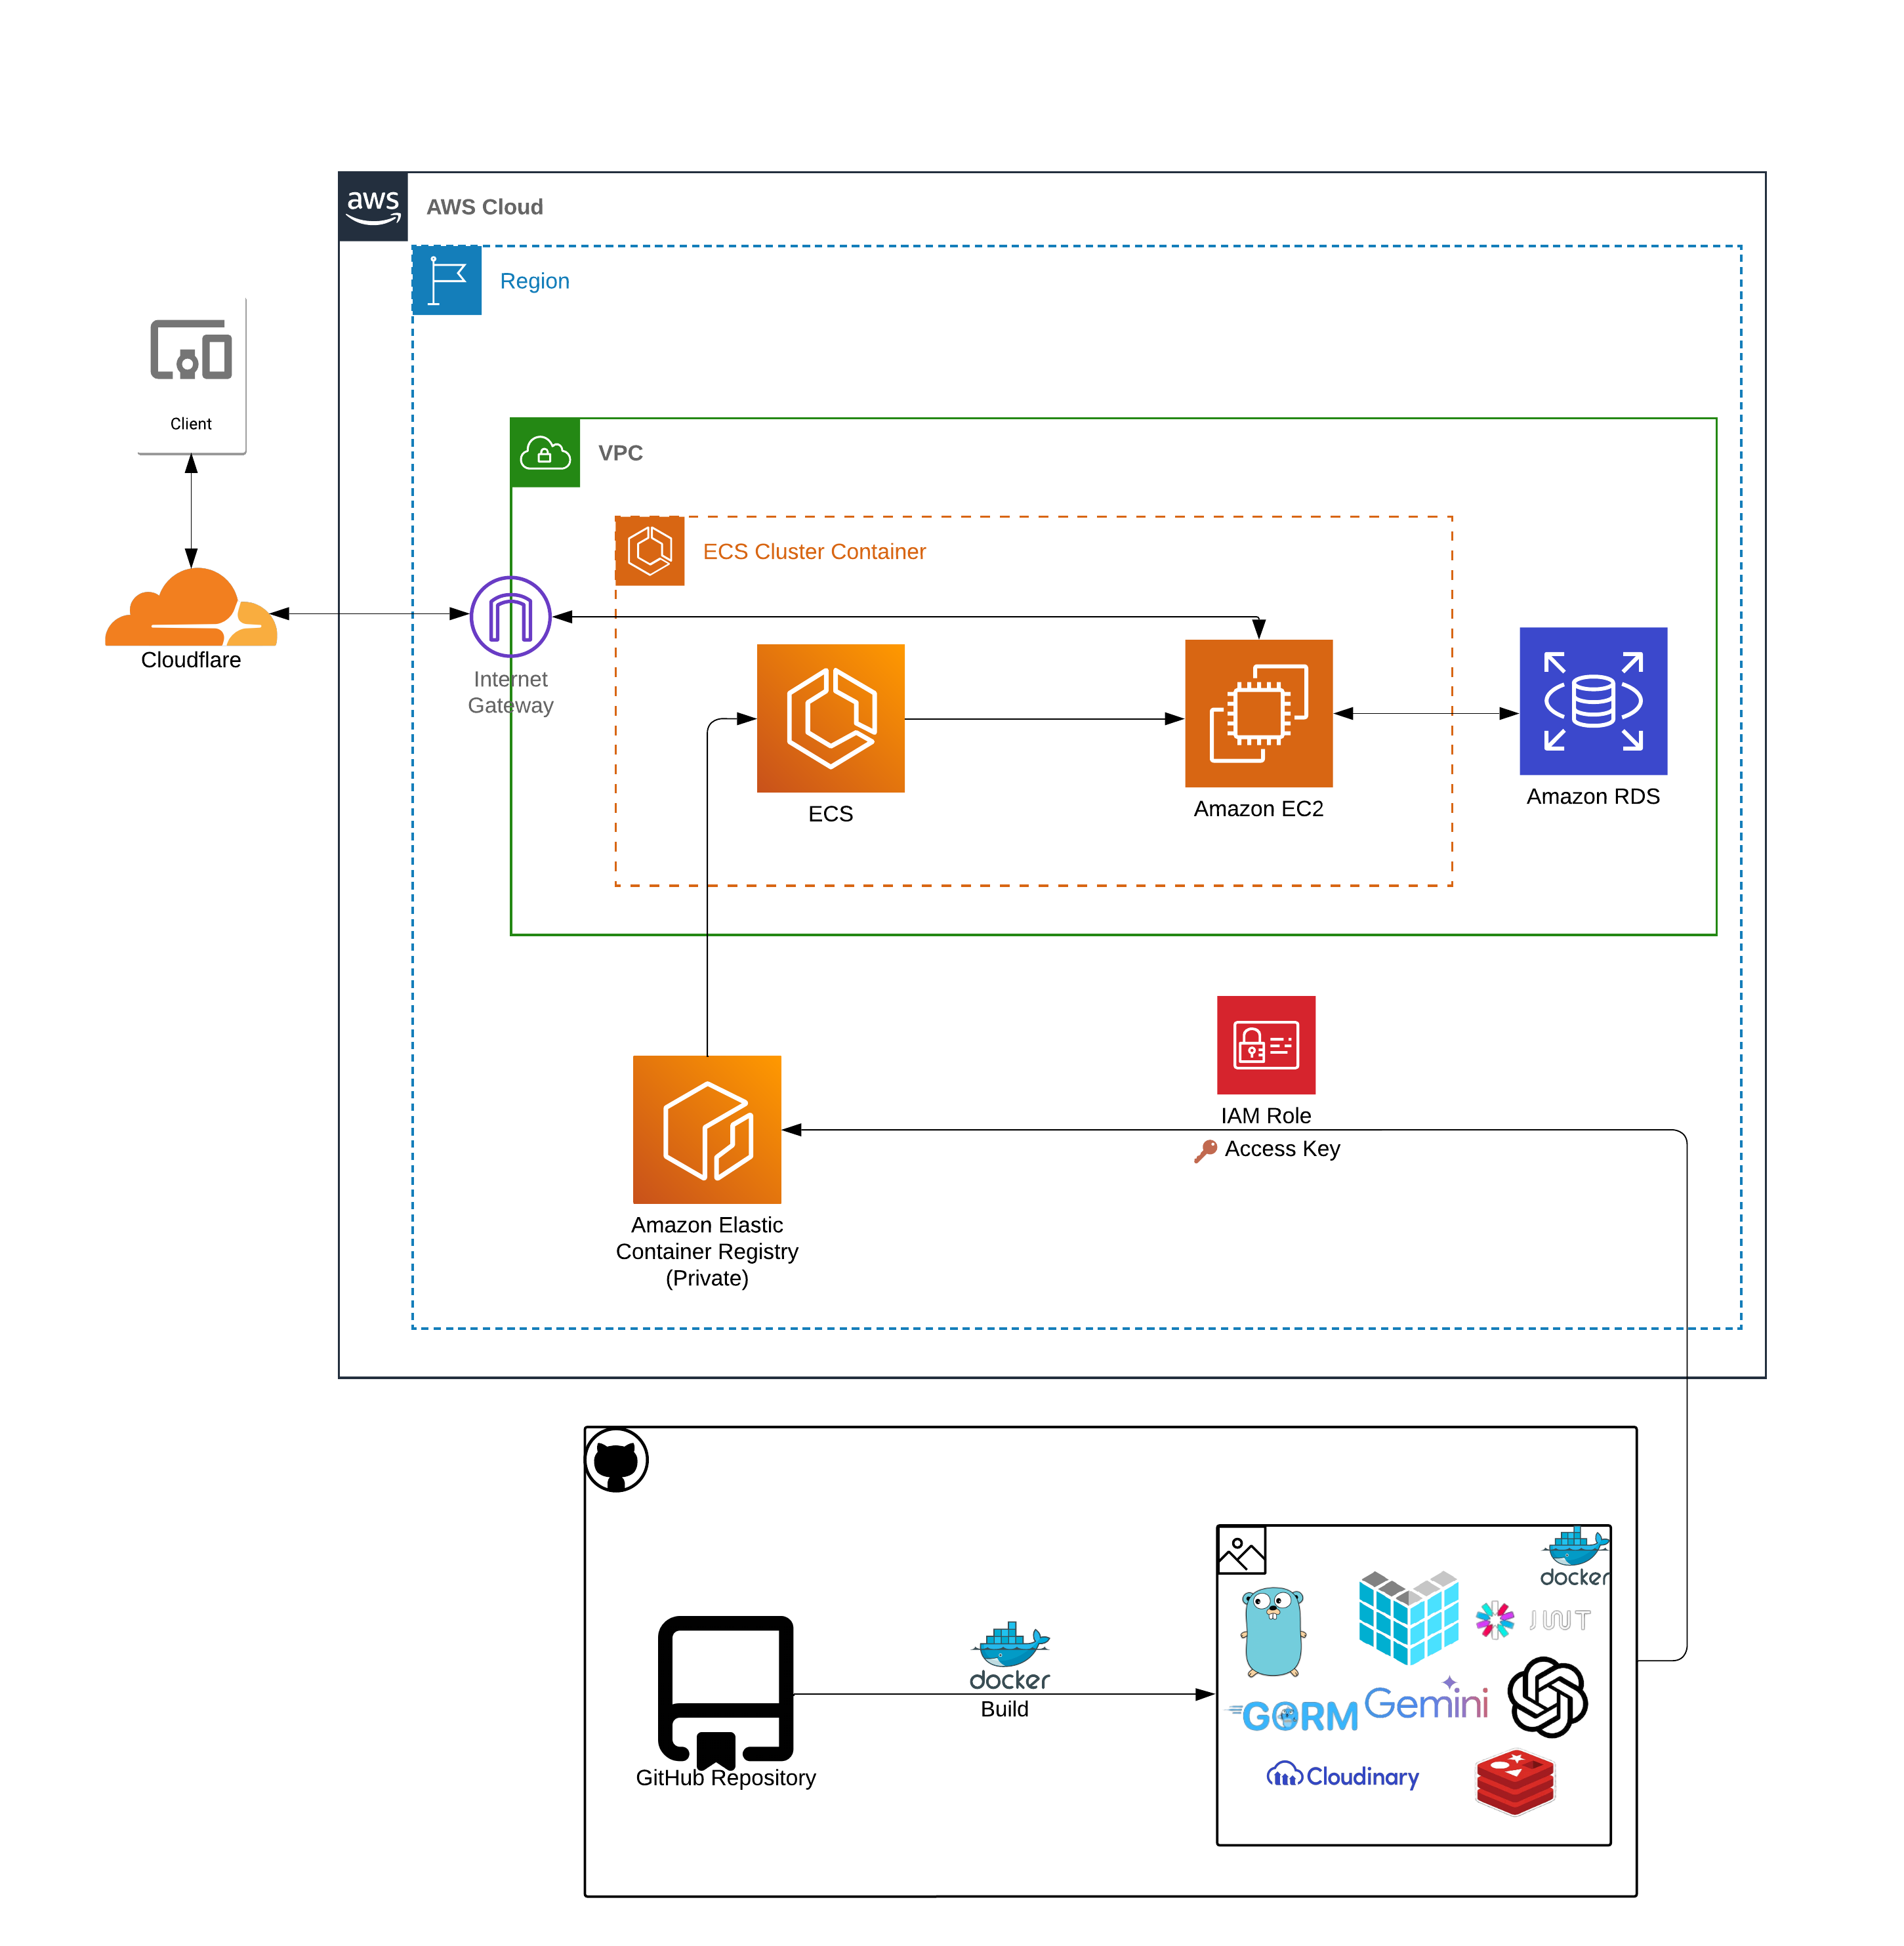 aws
AWS Cloud
Region
Client
VPC
ECS Cluster Container
Cloudflare
Internet
Gateway
ECS
Amazon EC2
Amazon RDS
IAM Role
Access Key
Amazon Elastic
Container Registry
(Private)
docker
JWT
docker
Build
GORM
Gemini
GitHub Repository
Cloudinary